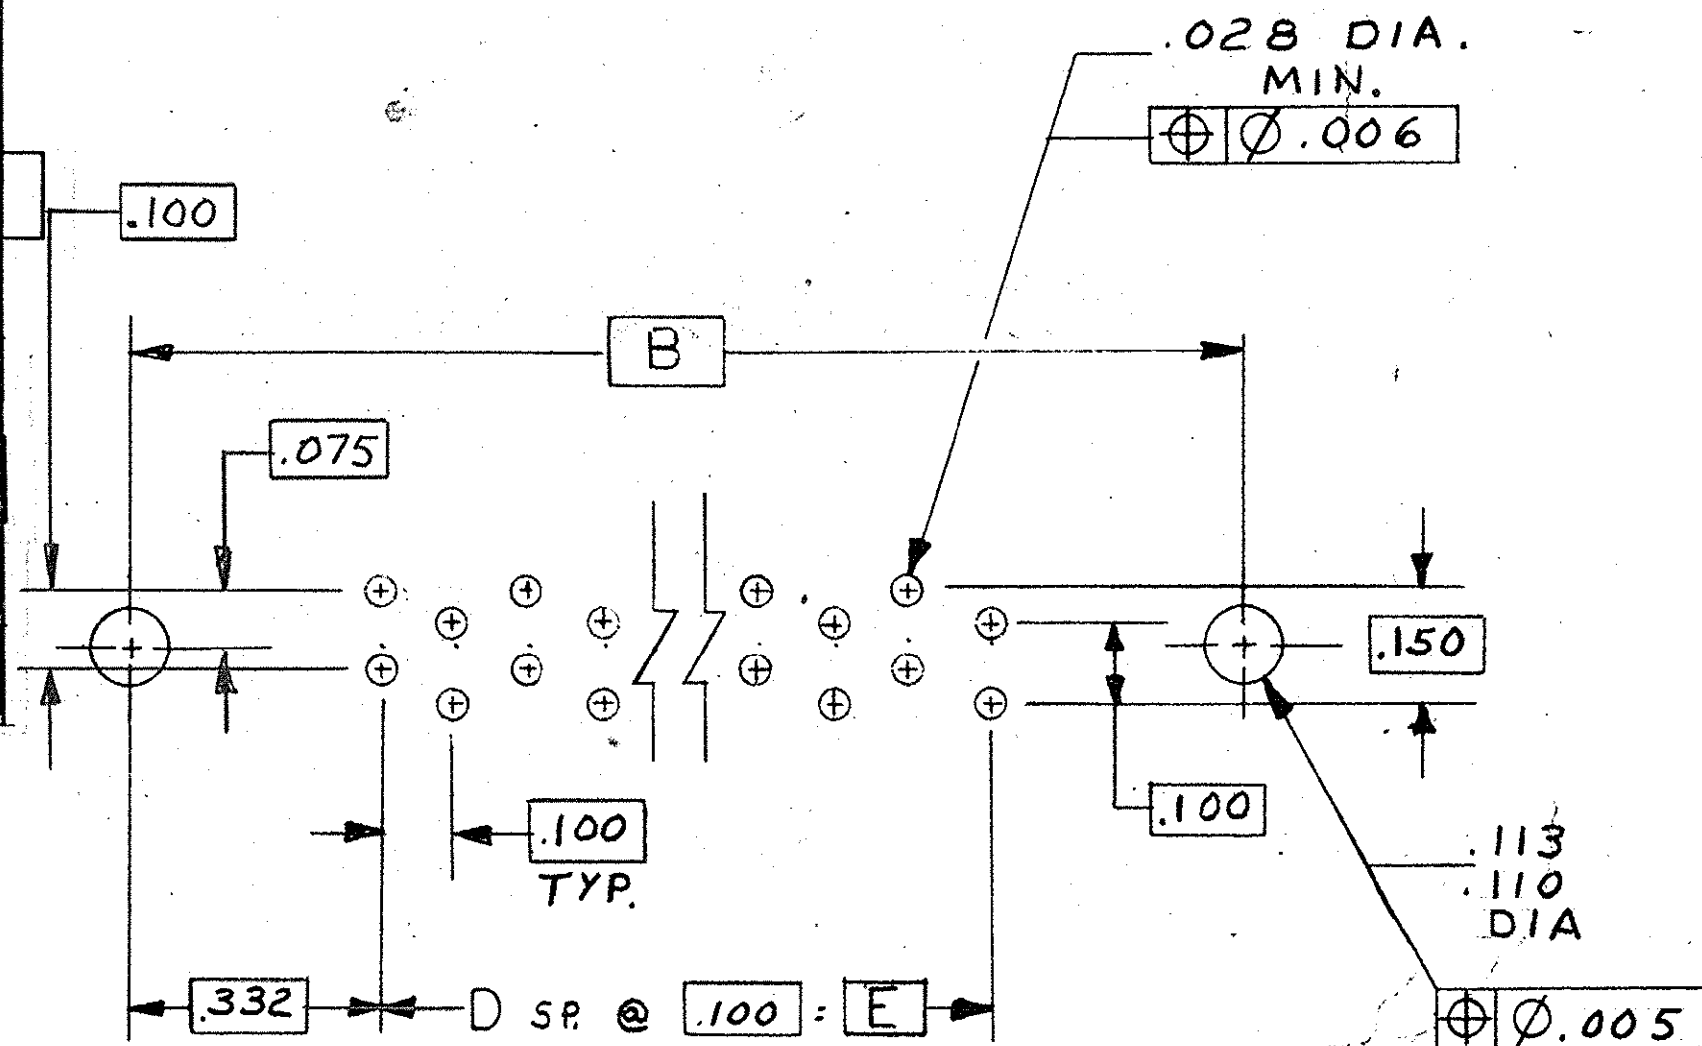 .028 DIA.
MIN.
⌖ Ø .006
.100
B
.075
.150
.100
.100
TYP.
.113
.110
DIA
.332
D SP. @ .100 = E
⌖ Ø .005